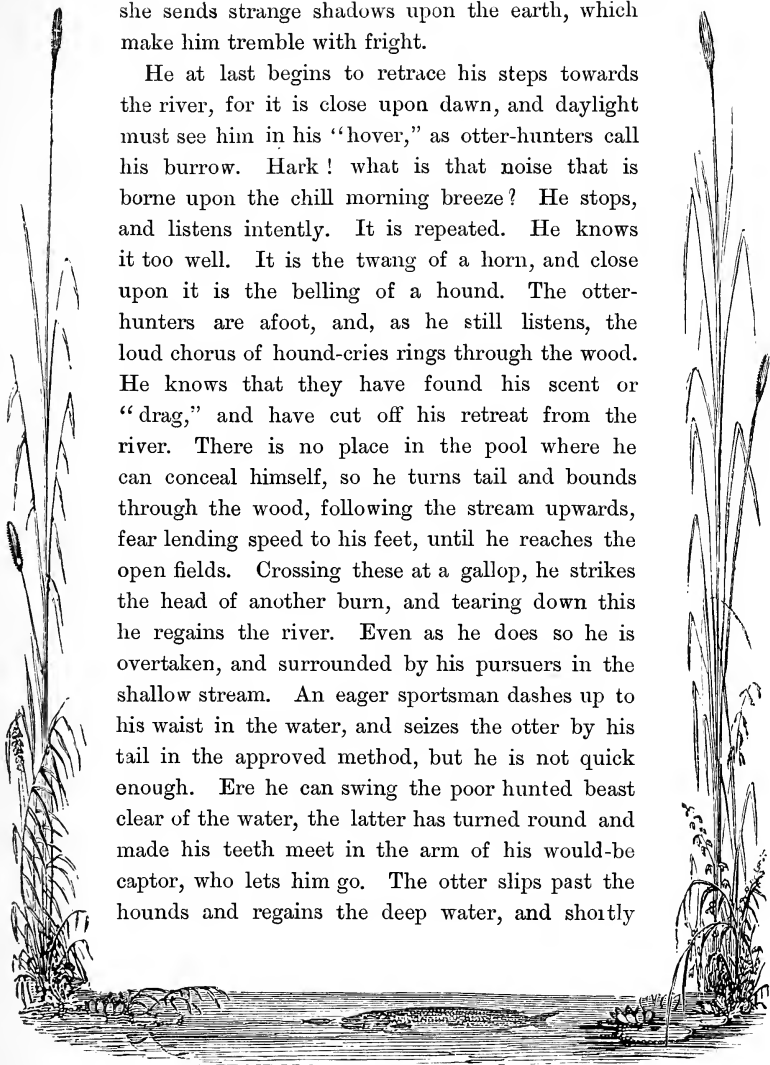 she sends strange shadows upon the earth, which
make him tremble with fright.
He at last begins to retrace his steps towards
the river, for it is close upon dawn, and daylight
must see him in his “hover,” as otter-hunters call
his burrow. Hark ! what is that noise that is
borne upon the chill morning breeze? He stops,
and listens intently. It is repeated. He knows
it too well. It is the twang of a horn, and close
upon it is the belling of a hound. The otter-
hunters are afoot, and, as he still listens, the
loud chorus of hound-cries rings through the wood.
He knows that they have found his scent or
“drag,” and have cut off his retreat from the
river. There is no place in the pool where he
can conceal himself, so he turns tail and bounds
through the wood, following the stream upwards,
fear lending speed to his feet, until he reaches the
open fields. Crossing these at a gallop, he strikes
the head of another burn, and tearing down this
he regains the river. Even as he does so he is
overtaken, and surrounded by his pursuers in the
shallow stream. An eager sportsman dashes up to
his waist in the water, and seizes the otter by his
tail in the approved method, but he is not quick
enough. Ere he can swing the poor hunted beast
clear of the water, the latter has turned round and
made his teeth meet in the arm of his would-be
captor, who lets him go. The otter slips past the
hounds and regains the deep water, and shortly